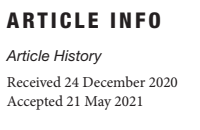 ARTICLE INFO
Article History
Received 24 December 2020
Accepted 21 May 2021